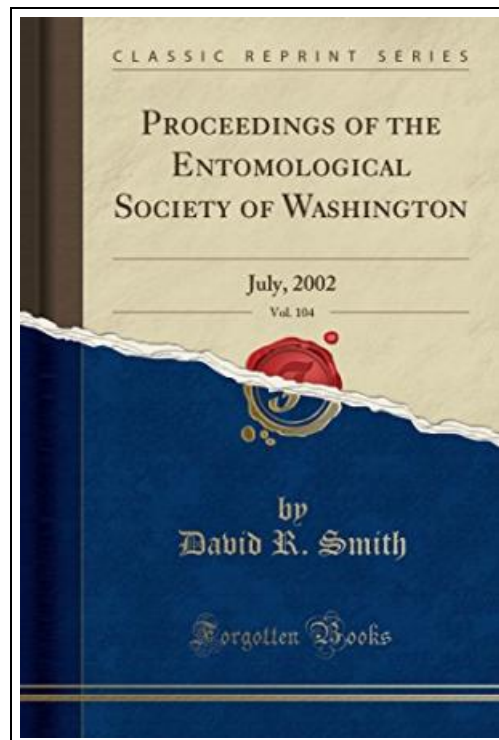 CLASSIC REPRINT SERIES
PROCEEDINGS OF THE
ENTOMOLOGICAL
SOCIETY OF WASHINGTON
July, 2002
Vol. 104
by
David R. Smith
Forgotten Books